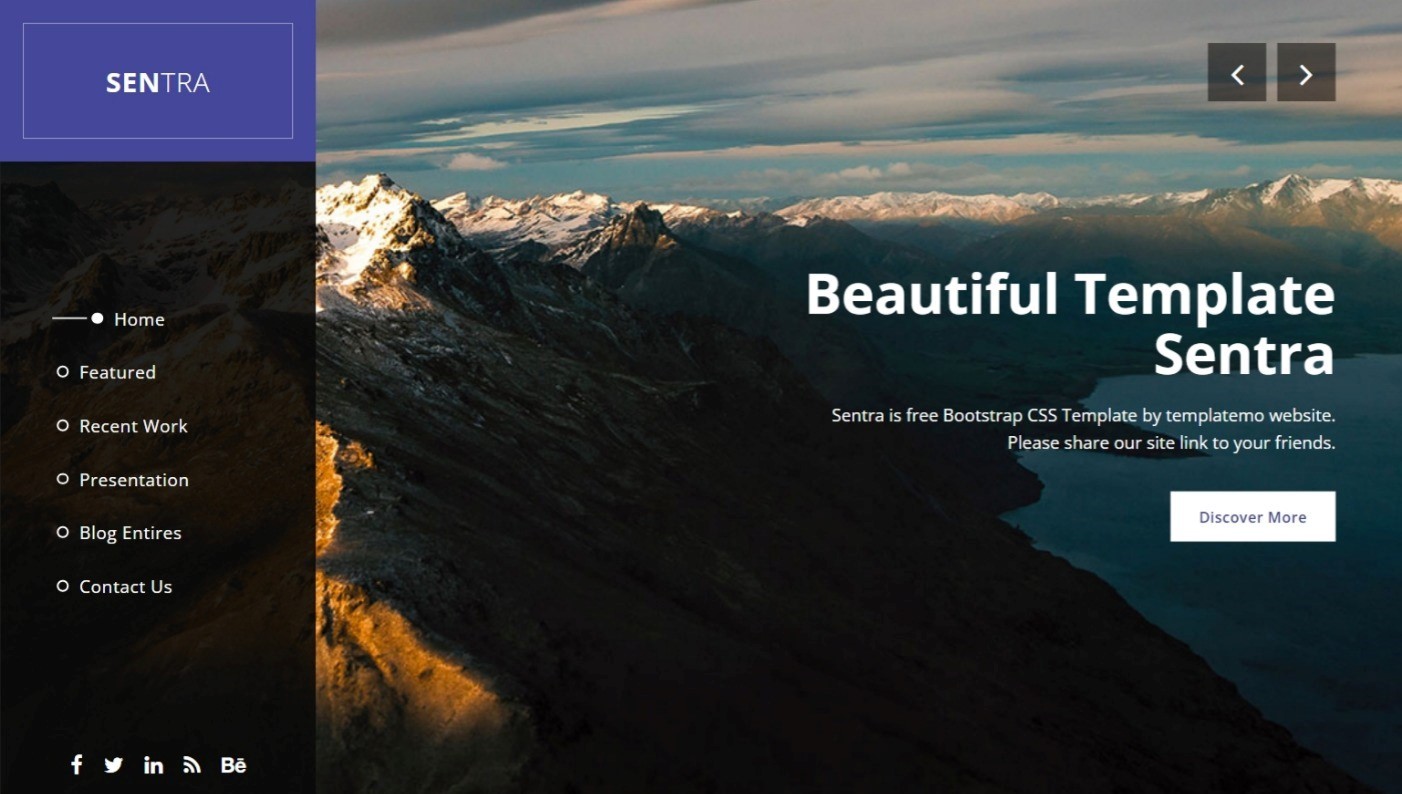 SENTRA
Home
Featured
Recent Work
Presentation
Blog Entires
Contact Us
Bē
Beautiful Template
Sentra
Sentra is free Bootstrap CSS Template by templatemo website.
Please share our site link to your friends.
Discover More